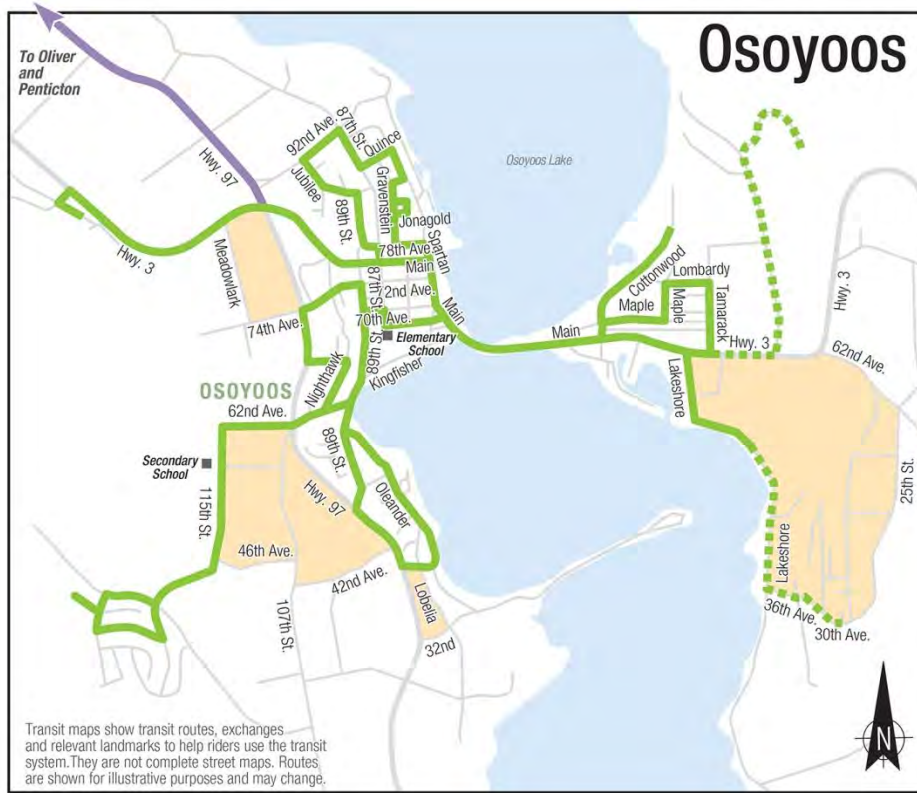 Osoyoos
To Oliver
and
Penticton
Hwy. 97
92nd Ave.
87th St.
Quince
Jubilee
Gravenstein
89th St.
Jonagold
Spartan
78th Ave.
Main
Osoyoos Lake
Hwy. 3
Meadowlark
87th St.
72nd Ave.
70th Ave.
Main
Main
Cottonwood
Lombardy
Maple
Maple
Tamarack
Hwy. 3
Hwy. 3
74th Ave.
89th St.
Elementary
School
Kingfisher
Nighthawk
OSOYOOS
62nd Ave.
Lakeshore
62nd Ave.
Secondary
School
89th St.
Oleander
Hwy. 97
115th St.
25th St.
46th Ave.
42nd Ave.
Lobelia
107th St.
32nd
Lakeshore
36th Ave.
30th Ave.
Transit maps show transit routes, exchanges
and relevant landmarks to help riders use the transit
system.They are not complete street maps. Routes
are shown for illustrative purposes and may change.
N